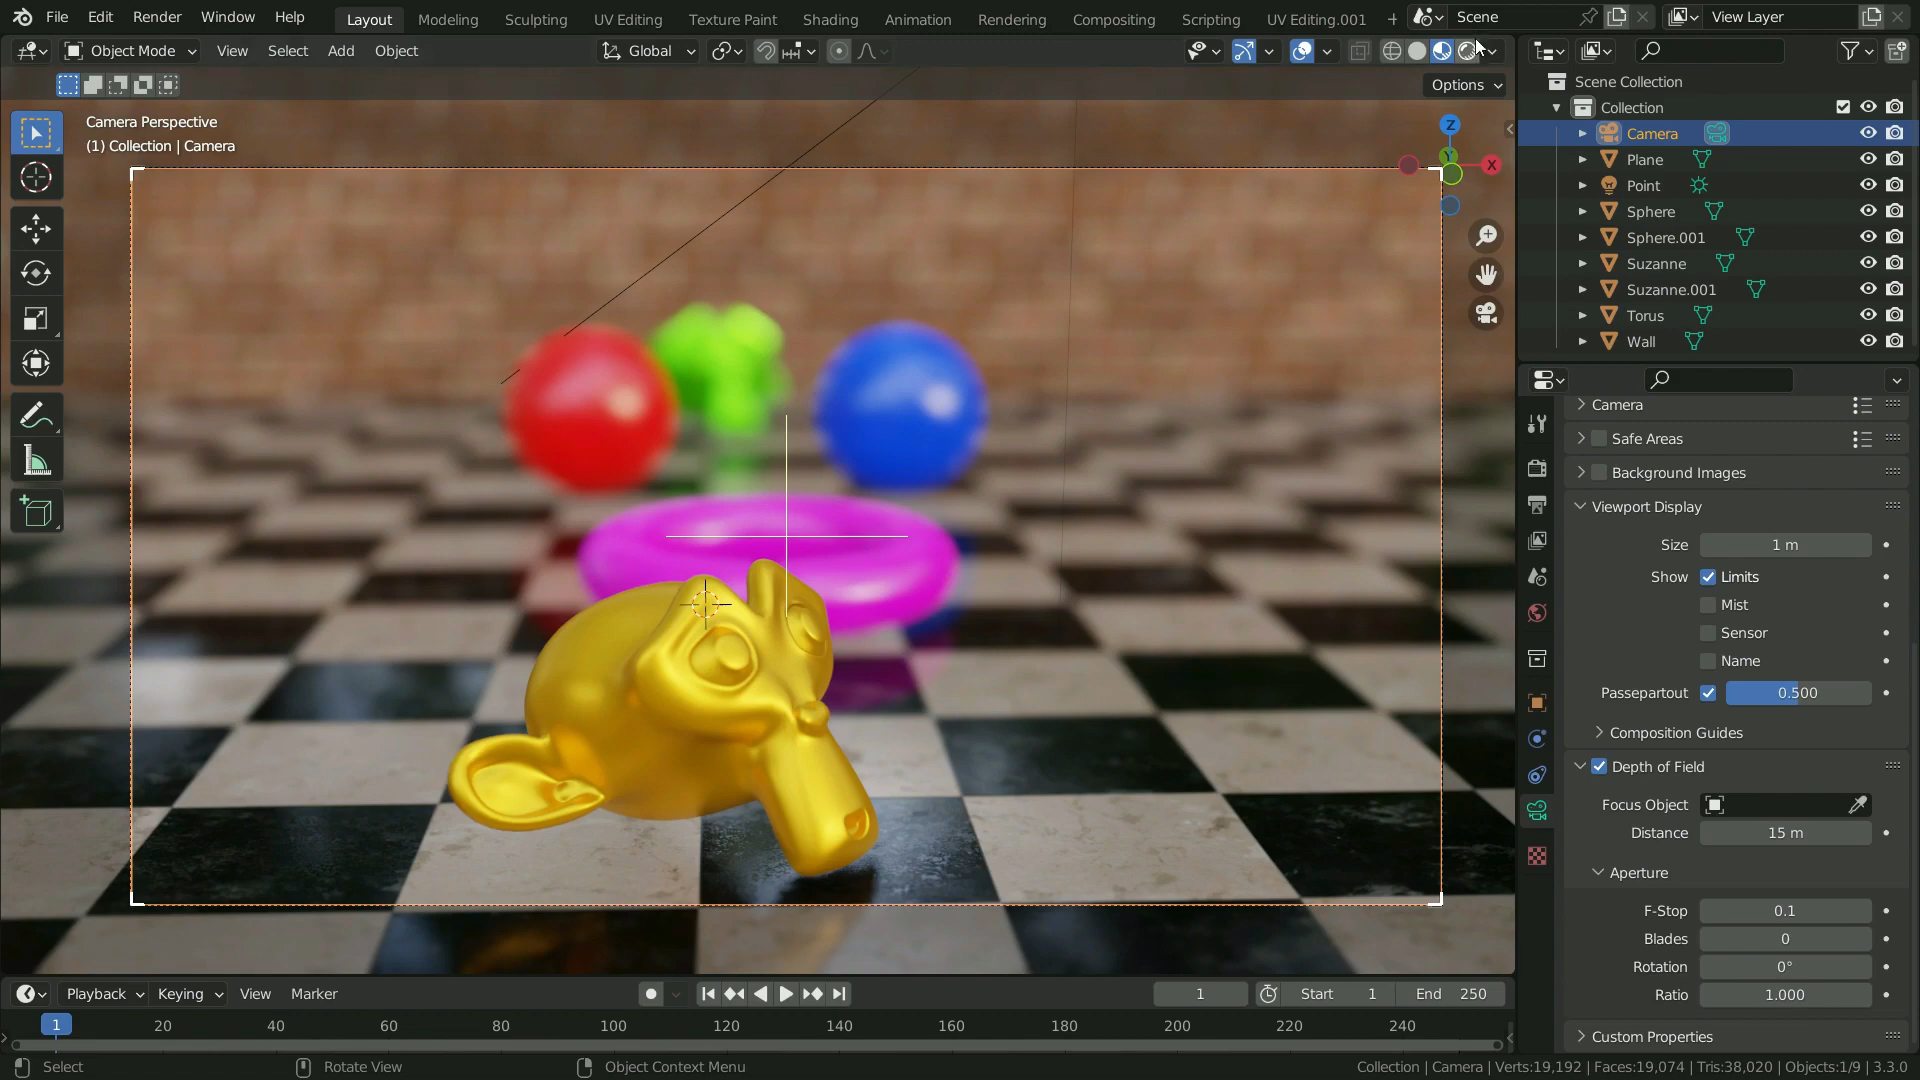 File Edit Render Window Help Layout Modeling Sculpting UV Editing Texture Paint Shading Animation Rendering Compositing Scripting UV Editing.001 + Scene View Layer
Object Mode View Select Add Object Global
Options
Camera Perspective
(1) Collection | Camera
Z
Y
X
Scene Collection
Collection
Camera
Plane
Point
Sphere
Sphere.001
Suzanne
Suzanne.001
Torus
Wall
Camera
Safe Areas
Background Images
Viewport Display
Size 1 m
Show Limits
Mist
Sensor
Name
Passepartout 0.500
Composition Guides
Depth of Field
Focus Object
Distance 15 m
Aperture
F-Stop 0.1
Blades 0
Rotation 0°
Ratio 1.000
Custom Properties
Playback Keying View Marker 1 Start 1 End 250
1 20 40 60 80 100 120 140 160 180 200 220 240
Select Rotate View Object Context Menu Collection | Camera | Verts:19,192 | Faces:19,074 | Tris:38,020 | Objects:1/9 | 3.3.0